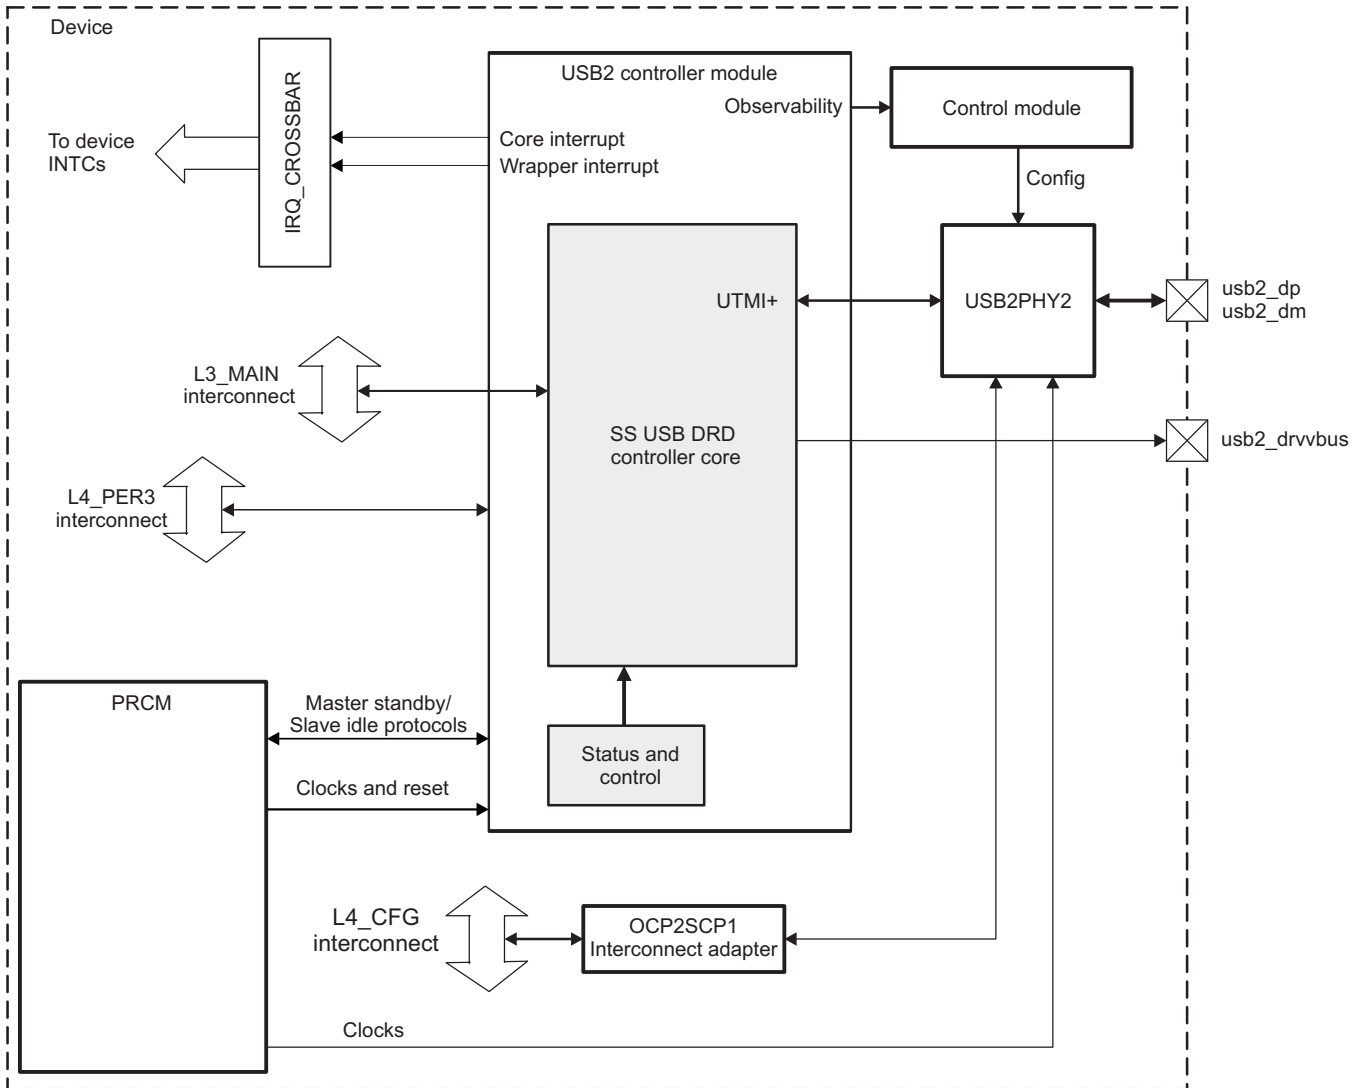 Device
USB2 controller module
Observability
Control module
IRQ_CROSSBAR
To device
INTCs
Core interrupt
Wrapper interrupt
Config
UTMI+
USB2PHY2
usb2_dp
usb2_dm
L3_MAIN
interconnect
SS USB DRD
controller core
usb2_drvvbus
L4_PER3
interconnect
PRCM
Master standby/
Slave idle protocols
Status and
control
Clocks and reset
L4_CFG
interconnect
OCP2SCP1
Interconnect adapter
Clocks